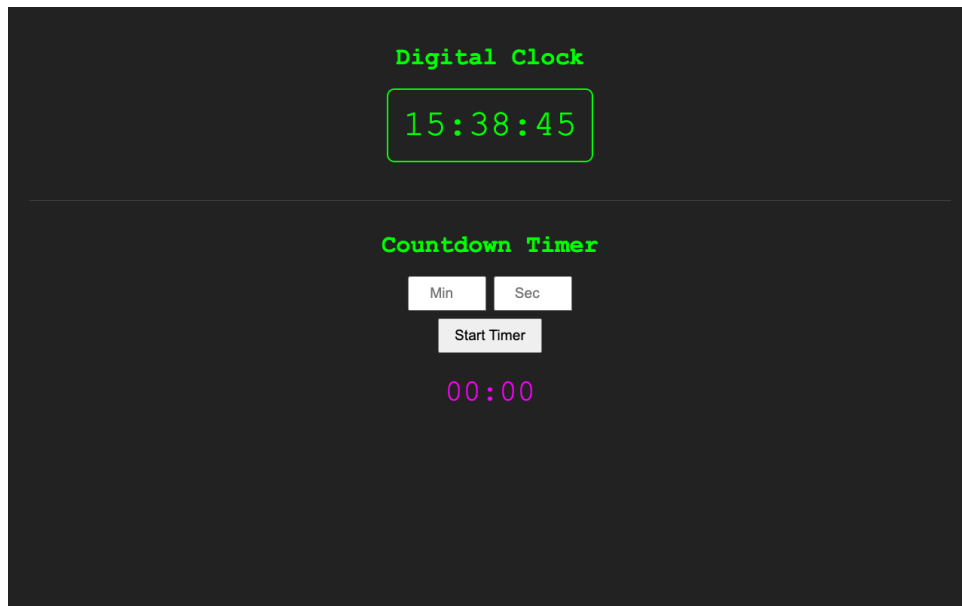 Digital Clock
15:38:45
Countdown Timer
Min Sec
Start Timer
00:00